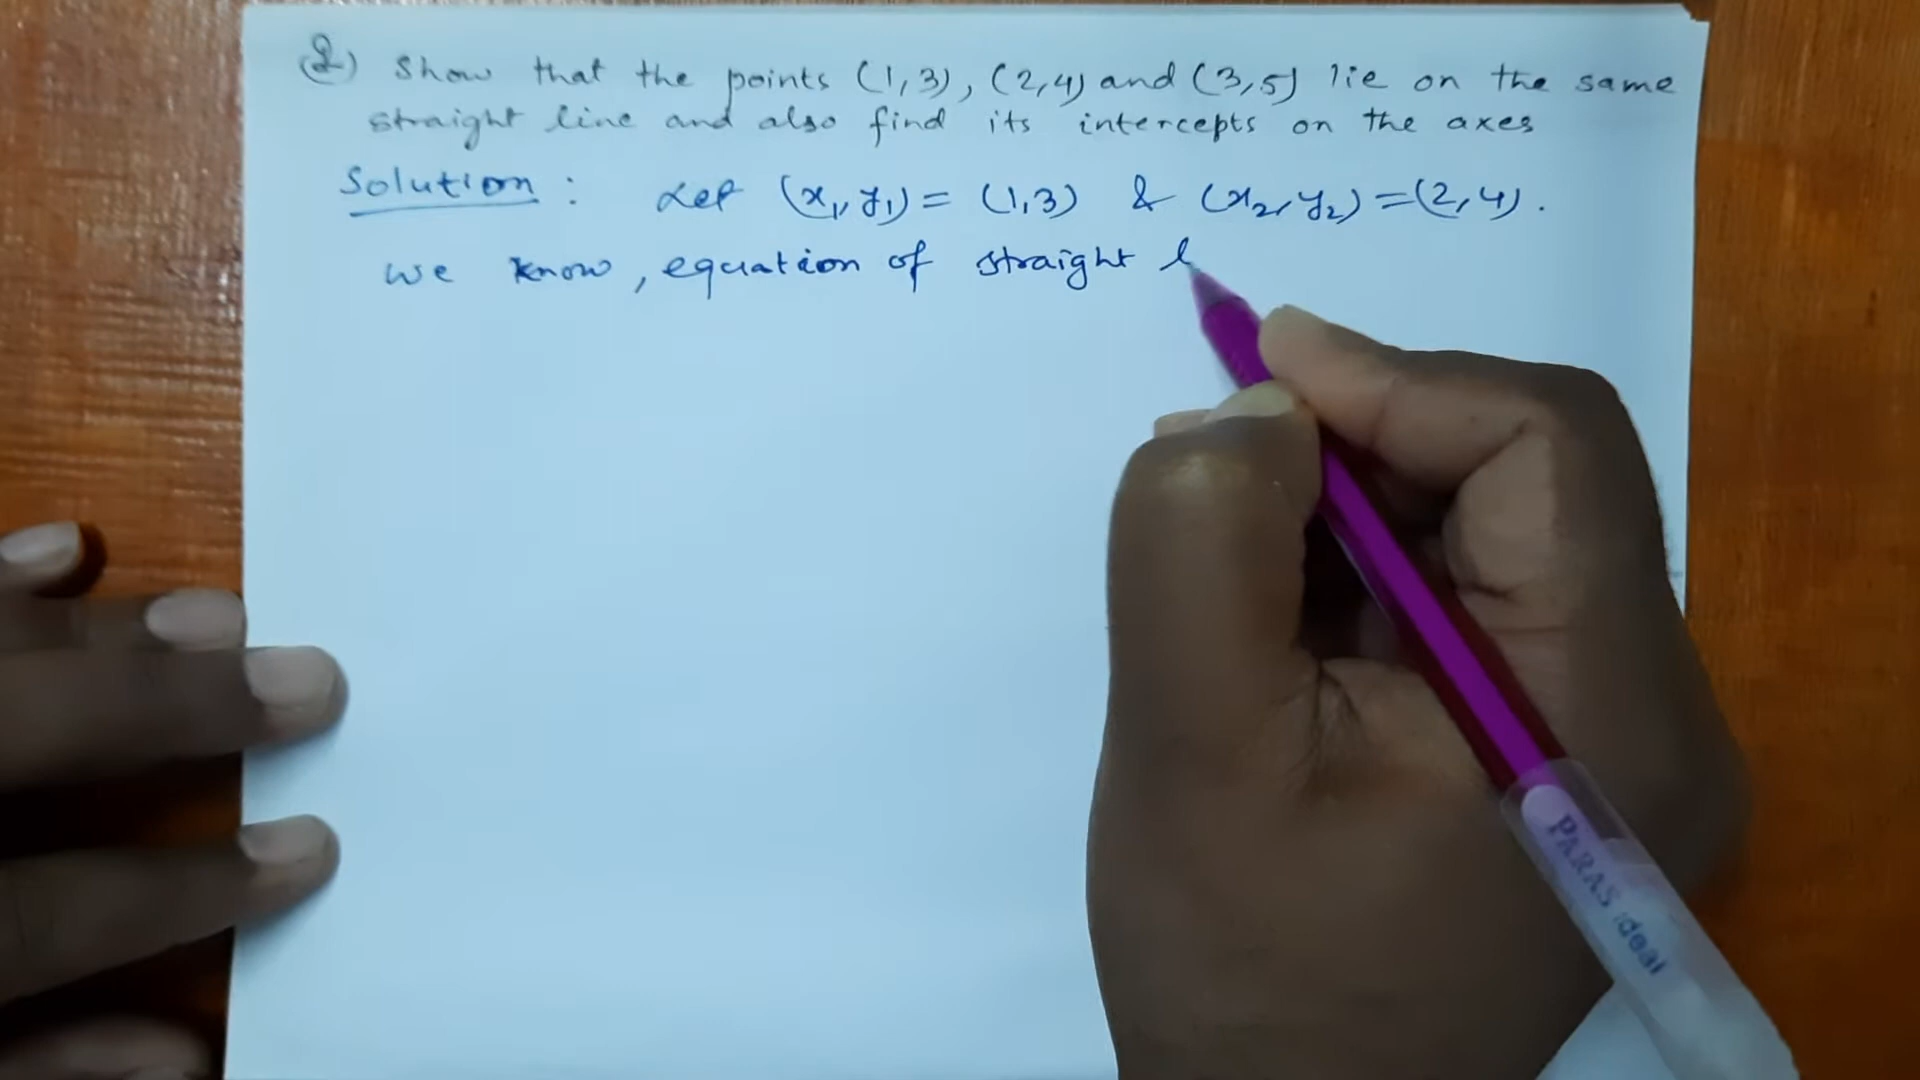 (2) Show that the points (1,3), (2,4) and (3,5) lie on the same
straight line and also find its intercepts on the axes
Solution : Let (x₁, y₁) = (1,3) & (x₂, y₂) = (2,4).
we know, equation of straight l
PARAS ideal